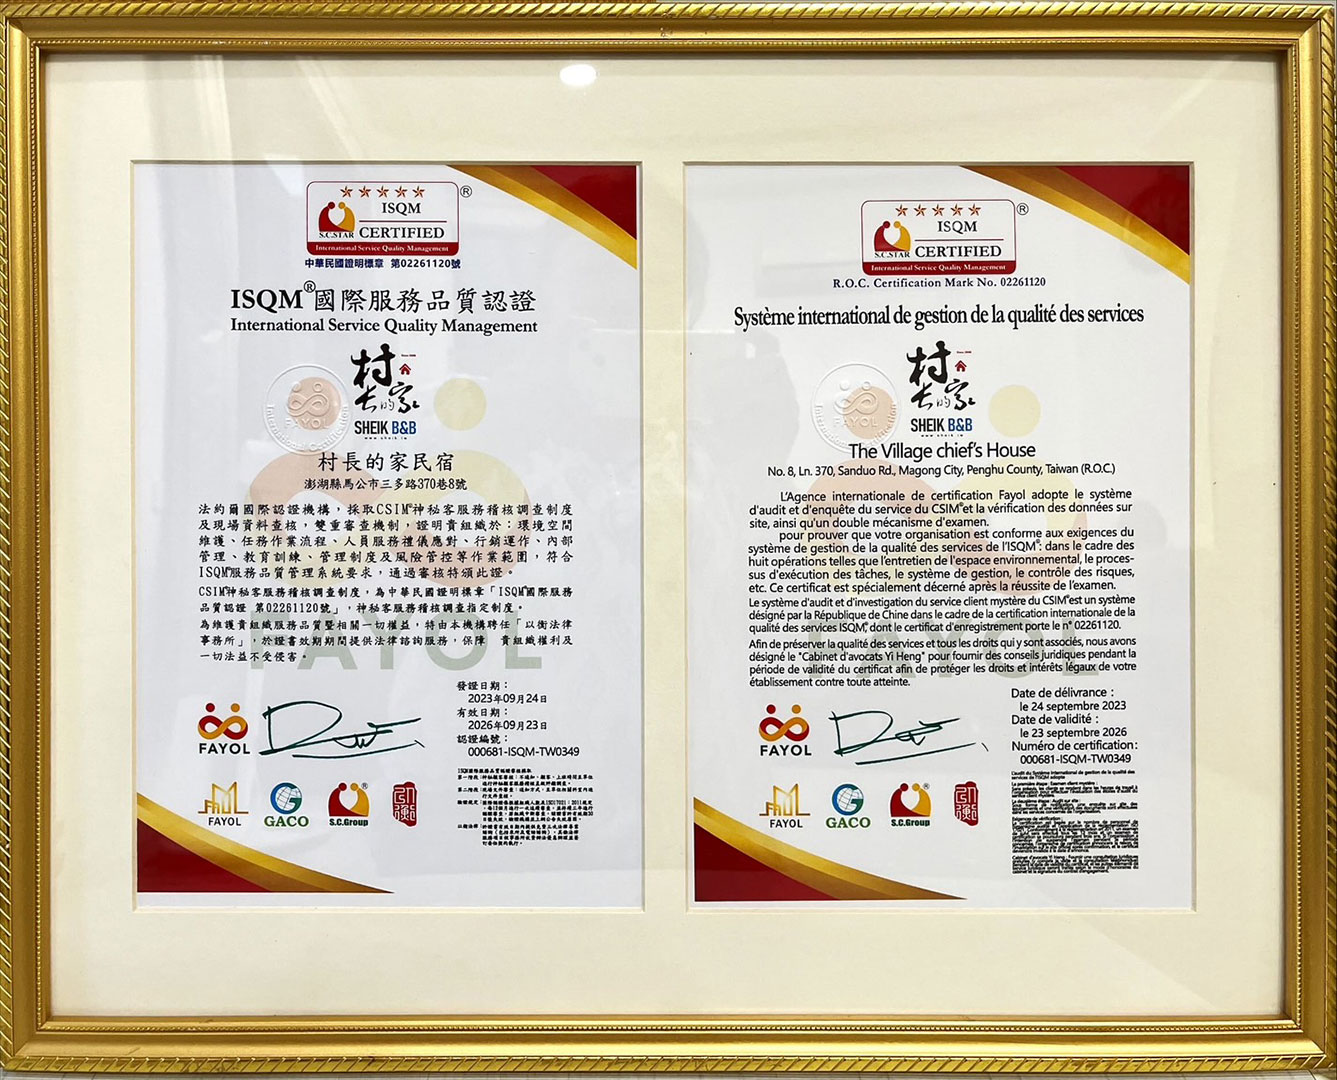 ISQM
S.C.STAR CERTIFIED
International Service Quality Management
®
中華民國證明標章 第02261120號
ISQM®國際服務品質認證
International Service Quality Management
村長的家
SHEIK B&B
www.sheik.tw
村長的家民宿
澎湖縣馬公市三多路370巷8號
法約爾國際認證機構，採取CSIM®神秘客服務稽核調查制度
及現場資料查核，雙重審查機制，證明貴組織於：環境空間
維護、任務作業流程、人員服務禮儀應對、行銷運作、內部
管理、教育訓練、管理制度及風險管控等作業範圍，符合
ISQM®服務品質管理系統要求，通過審核特頒此證。
CSIM®神秘客服務稽核調查制度，為中華民國證明標章「ISQM®國際服務
品質認證 第02261120號」，神秘客服務稽核調查指定制度。
為維護貴組織服務品質暨相關一切權益，特由本機構聘任「以衡法律
事務所」，於證書效期期間提供法律諮詢服務，保障 貴組織權利及
一切法益不受侵害。
FAYOL
發證日期：
2023年09月24日
有效日期：
2026年09月23日
認證編號：
000681-ISQM-TW0349
FAYOL
FAYOL
GACO
S.C.Group
ISQM
S.C.STAR CERTIFIED
International Service Quality Management
®
R.O.C. Certification Mark No. 02261120
Système international de gestion de la qualité des services
村長的家
SHEIK B&B
www.sheik.tw
The Village chief's House
No. 8, Ln. 370, Sanduo Rd., Magong City, Penghu County, Taiwan (R.O.C.)
L'Agence internationale de certification Fayol adopte le système
d'audit et d'enquête du service du CSIM®et la vérification des données sur
site, ainsi qu'un double mécanisme d'examen.
pour prouver que votre organisation est conforme aux exigences du
système de gestion de la qualité des services de l'ISQM®: dans le cadre des
huit opérations telles que l'entretien de l'espace environnemental, le proces-
sus d'exécution des tâches, le système de gestion, le contrôle des risques,
etc. Ce certificat est spécialement décerné après la réussite de l'examen.
Le système d'audit et d'investigation du service client mystère du CSIM®est un système
désigné par la République de Chine dans le cadre de la certification internationale de la
qualité des services ISQM®, dont le certificat d'enregistrement porte le n° 02261120.
Afin de préserver la qualité des services et tous les droits qui y sont associés, nous avons
désigné le "Cabinet d'avocats Yi Heng" pour fournir des conseils juridiques pendant la
période de validité du certificat afin de protéger les droits et intérêts légaux de votre
établissement contre toute atteinte.
FAYOL
Date de délivrance :
le 24 septembre 2023
Date de validité :
le 23 septembre 2026
Numéro de certification:
000681-ISQM-TW0349
FAYOL
FAYOL
GACO
S.C.Group